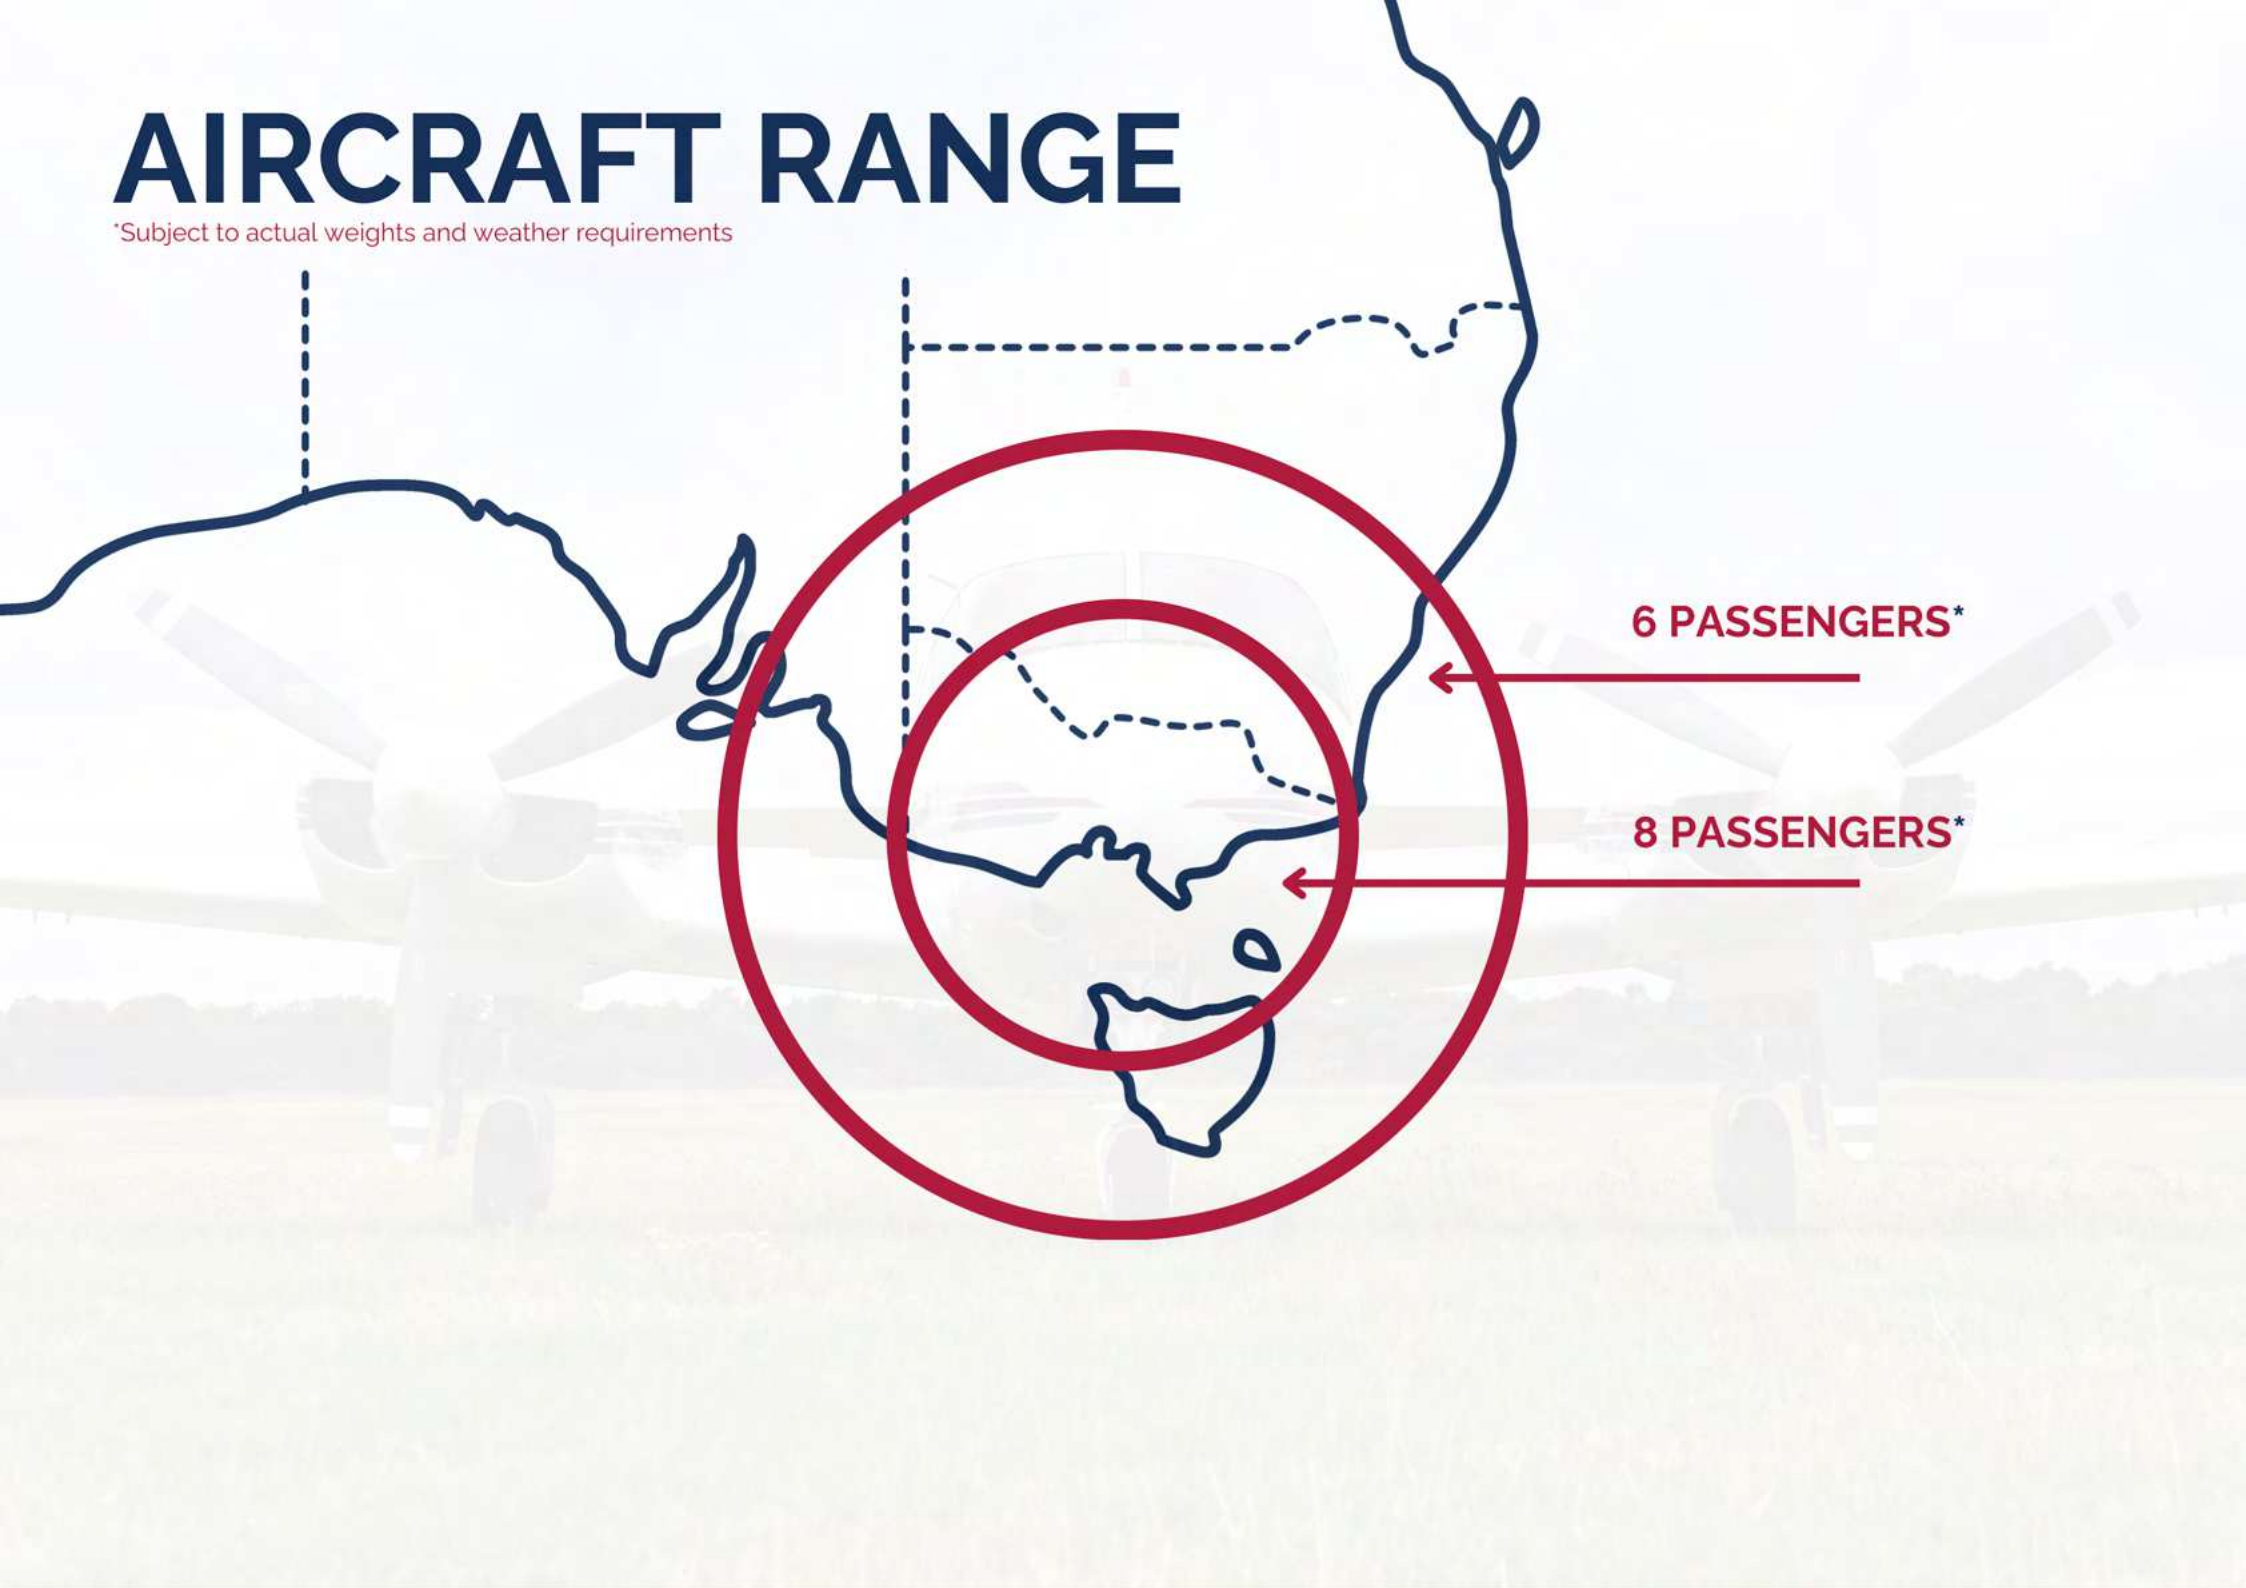 AIRCRAFT RANGE
*Subject to actual weights and weather requirements
6 PASSENGERS*
8 PASSENGERS*